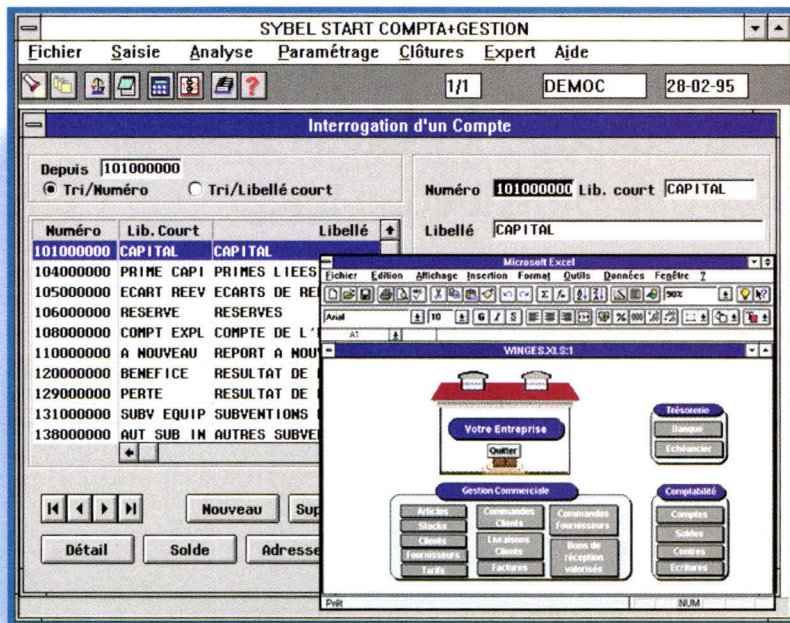 SYBEL START COMPTA+GESTION
Fichier Saisie Analyse Paramétrage Clôtures Expert Aide
1/1 DEMOC 28-02-95
Interrogation d'un Compte
Depuis 101000000
Tri/Numéro Tri/Libellé court
Numéro 101000000 Lib. court CAPITAL
Libellé CAPITAL
Numéro Lib. Court Libellé
101000000 CAPITAL CAPITAL
104000000 PRIME CAPI PRIMES LIEES
105000000 ECART REEV ECARTS DE RE
106000000 RESERVE RESERVES
108000000 COMPT EXPL COMPTE DE L'
110000000 A NOUVEAU REPORT A NOU
120000000 BENEFICE RESULTAT DE
129000000 PERTE RESULTAT DE
131000000 SUBV EQUIP SUBVENTIONS
138000000 AUT SUB IN AUTRES SUBVE
Nouveau Sup
Détail Solde Adresse
Microsoft Excel
Fichier Edition Affichage Insertion Format Outils Données Fenêtre ?
90%
Arial 10 G I S
A1
WINGES.XLS:1
Votre Entreprise
Quitter
Trésorerie
Banque
Echéancier
Gestion Commerciale
Articles
Stocks
Clients
Fournisseurs
Tarifs
Commandes
Clients
Livraisons
Clients
Factures
Commandes
Fournisseurs
Bons de
réception
valorisés
Comptabilité
Comptes
Soldes
Centres
Ecritures
Prêt NUM